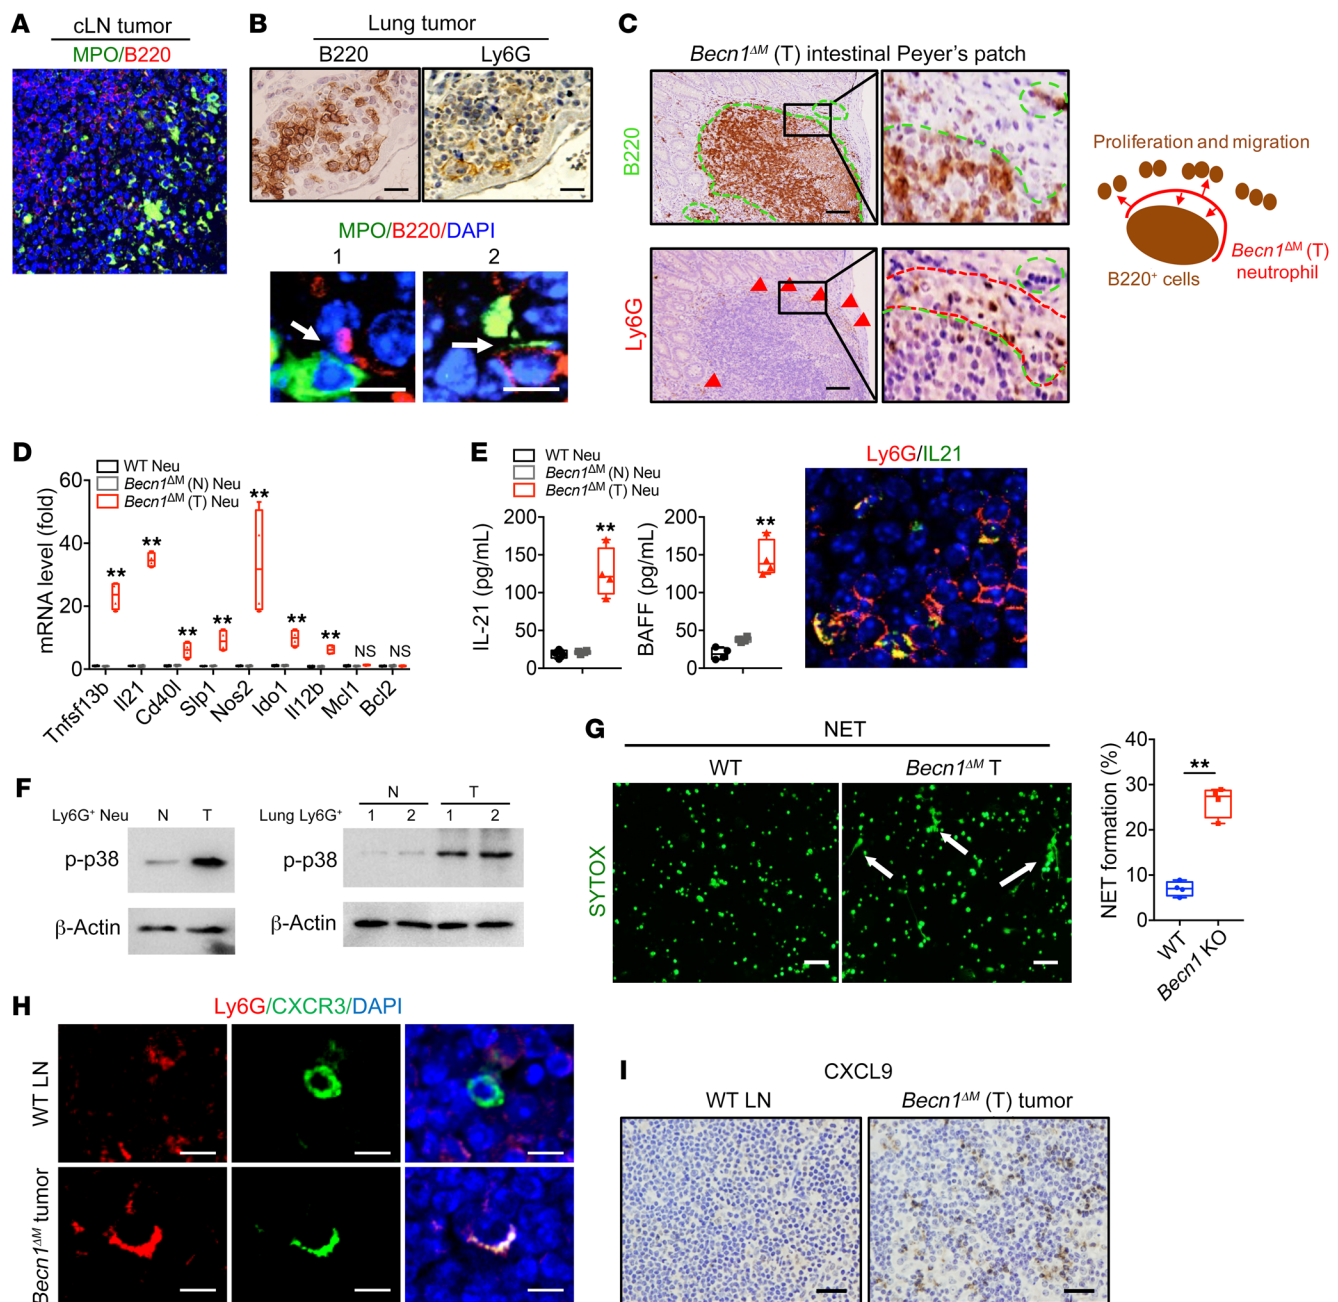 A
cLN tumor
MPO/B220
B
Lung tumor
B220
Ly6G
MPO/B220/DAPI
1
2
C
Becn1ΔM (T) intestinal Peyer's patch
B220
Ly6G
Proliferation and migration
B220+ cells
Becn1ΔM (T)
neutrophil
D
WT Neu
Becn1ΔM (N) Neu
Becn1ΔM (T) Neu
mRNA level (fold)
60
40
20
0
**
**
**
**
**
**
**
NS
NS
Tnfsf13b
Il21
Cd40l
Slp1
Nos2
Ido1
Il12b
Mcl1
Bcl2
E
WT Neu
Becn1ΔM (N) Neu
Becn1ΔM (T) Neu
IL-21 (pg/mL)
200
150
100
50
0
**
BAFF (pg/mL)
200
150
100
50
0
**
Ly6G/IL21
F
Ly6G+ Neu
N
T
p-p38
β-Actin
N
T
Lung Ly6G+
1
2
1
2
p-p38
β-Actin
G
NET
WT
Becn1ΔM T
SYTOX
NET formation (%)
40
30
20
10
0
**
WT
Becn1 KO
H
Ly6G/CXCR3/DAPI
WT LN
Becn1ΔM tumor
I
CXCL9
WT LN
Becn1ΔM (T) tumor